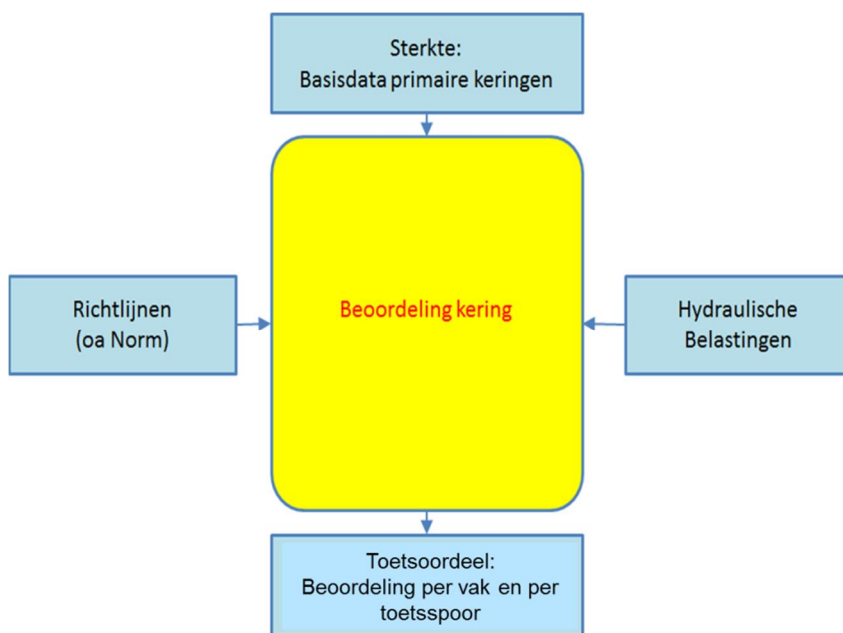 Sterkte:
Basisdata primaire keringen
Richtlijnen
(oa Norm)
Beoordeling kering
Hydraulische
Belastingen
Toetsoordeel:
Beoordeling per vak en per
toetsspoor